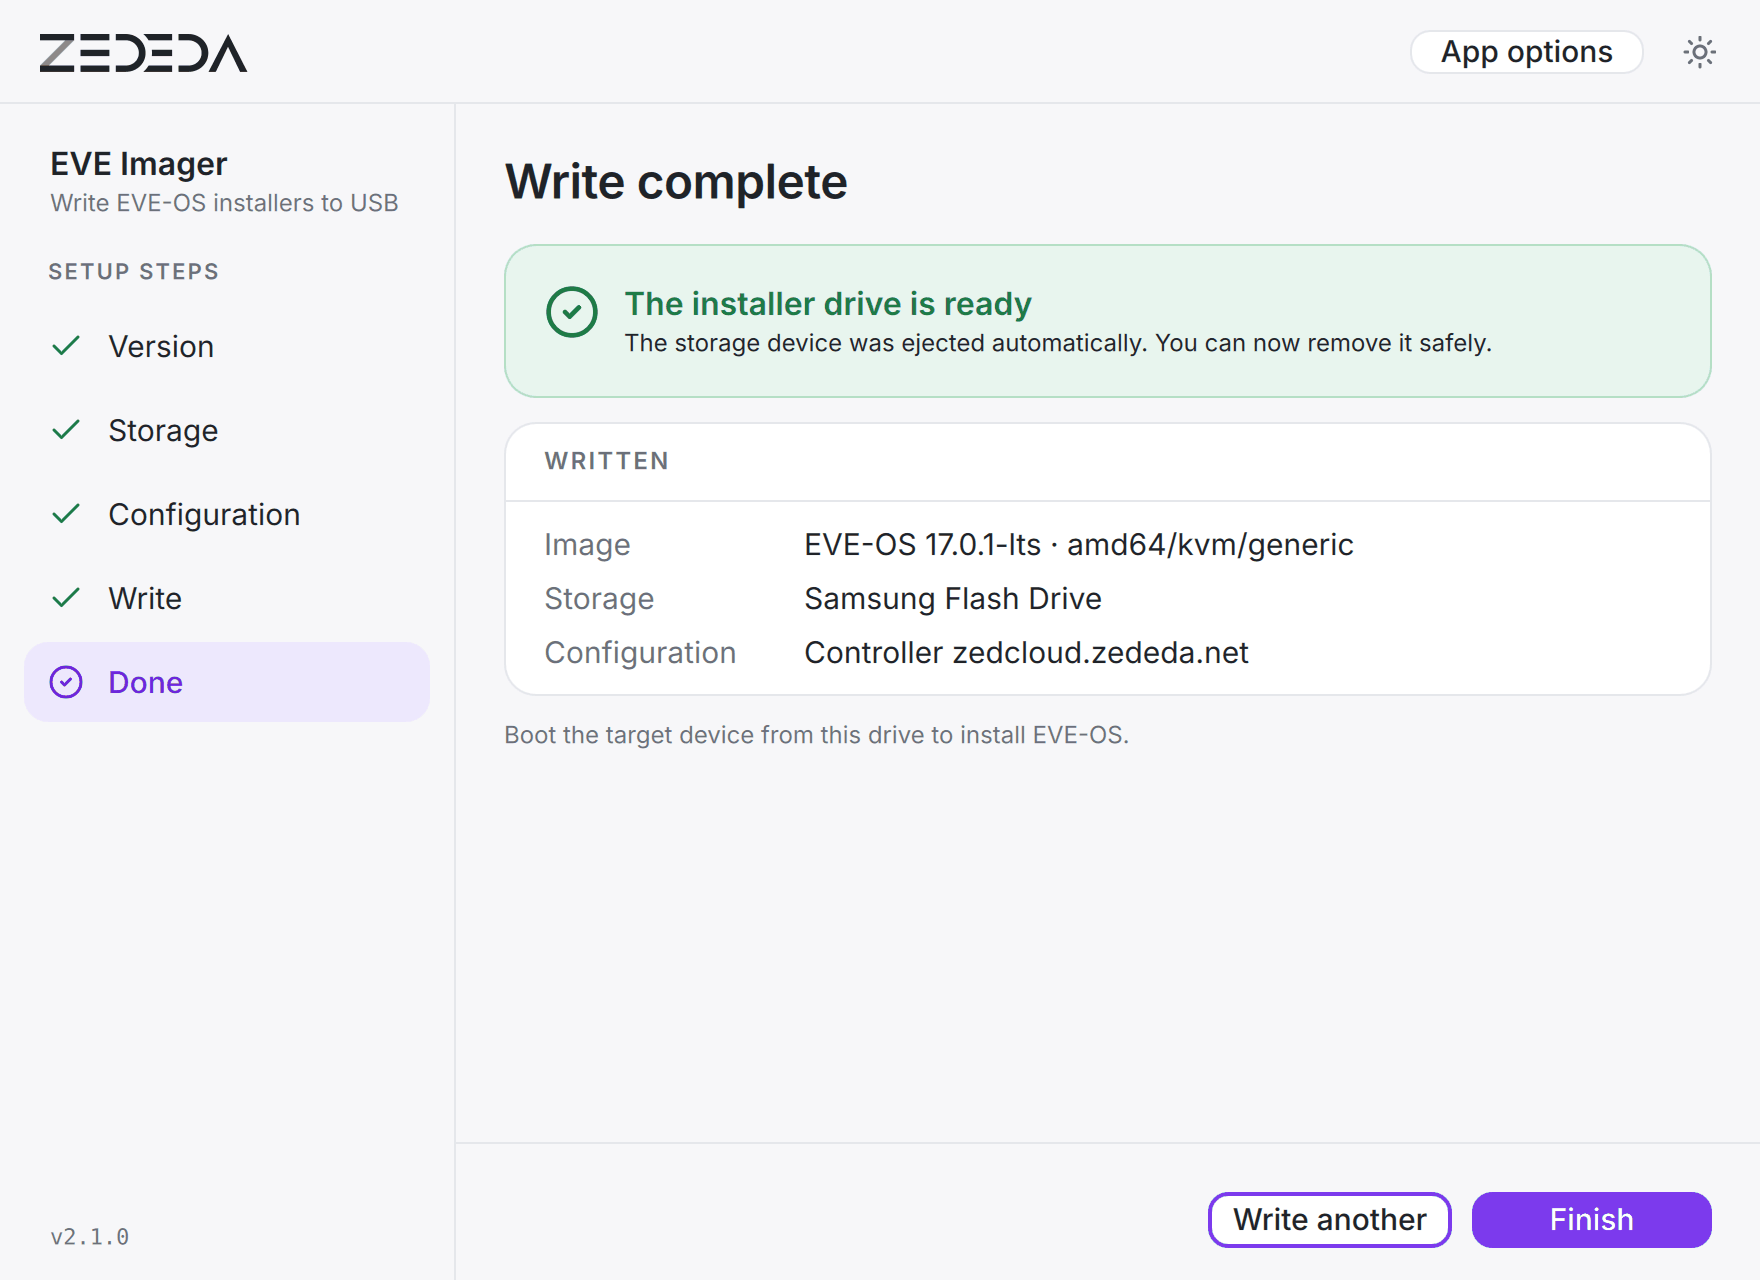 ZEDEDA
App options
EVE Imager
Write EVE-OS installers to USB
SETUP STEPS
Version
Storage
Configuration
Write
Done
v2.1.0
Write complete
The installer drive is ready
The storage device was ejected automatically. You can now remove it safely.
WRITTEN
Image EVE-OS 17.0.1-lts · amd64/kvm/generic
Storage Samsung Flash Drive
Configuration Controller zedcloud.zededa.net
Boot the target device from this drive to install EVE-OS.
Write another
Finish